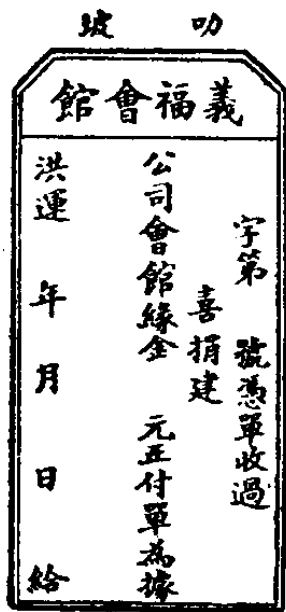 叻坡
義福會館
字第　號憑單收過
喜捐建
公司會館緣金　元正付單為據
洪運　年　月　日　給